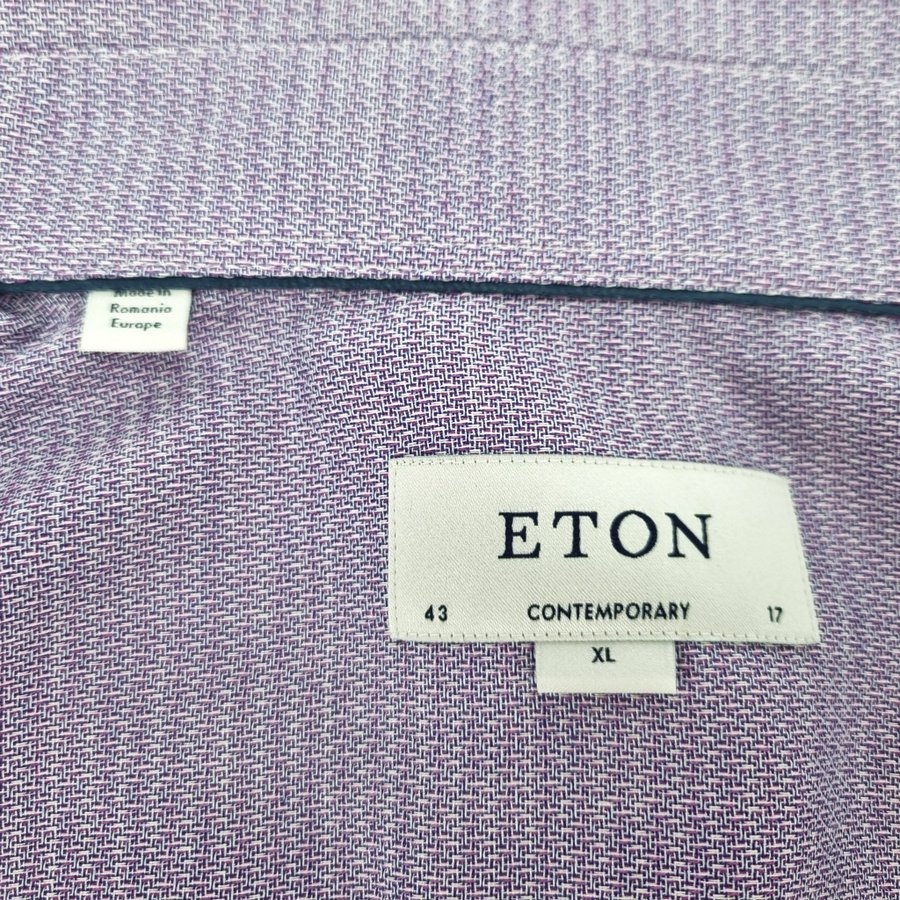 Made in
Romania
Europe
ETON
43 CONTEMPORARY 17
XL